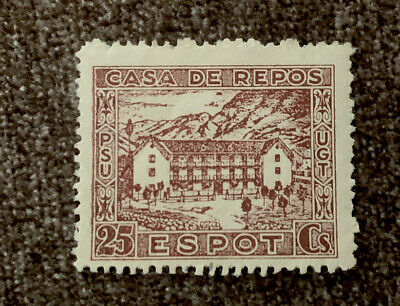 CASA DE REPOS
PSU
UGT
25 ESPOT Cs